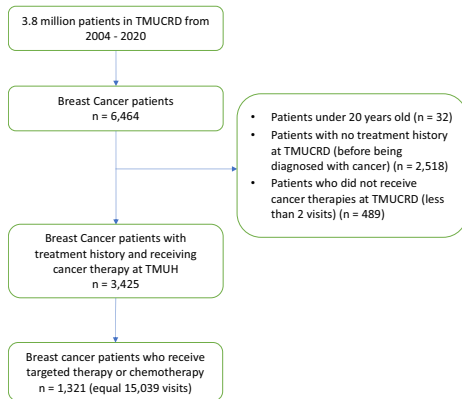 3.8 million patients in TMUCRD from
2004 - 2020
Breast Cancer patients
n = 6,464
• Patients under 20 years old (n = 32)
• Patients with no treatment history
at TMUCRD (before being
diagnosed with cancer) (n = 2,518)
• Patients who did not receive
cancer therapies at TMUCRD (less
than 2 visits) (n = 489)
Breast Cancer patients with
treatment history and receiving
cancer therapy at TMUH
n = 3,425
Breast cancer patients who receive
targeted therapy or chemotherapy
n = 1,321 (equal 15,039 visits)